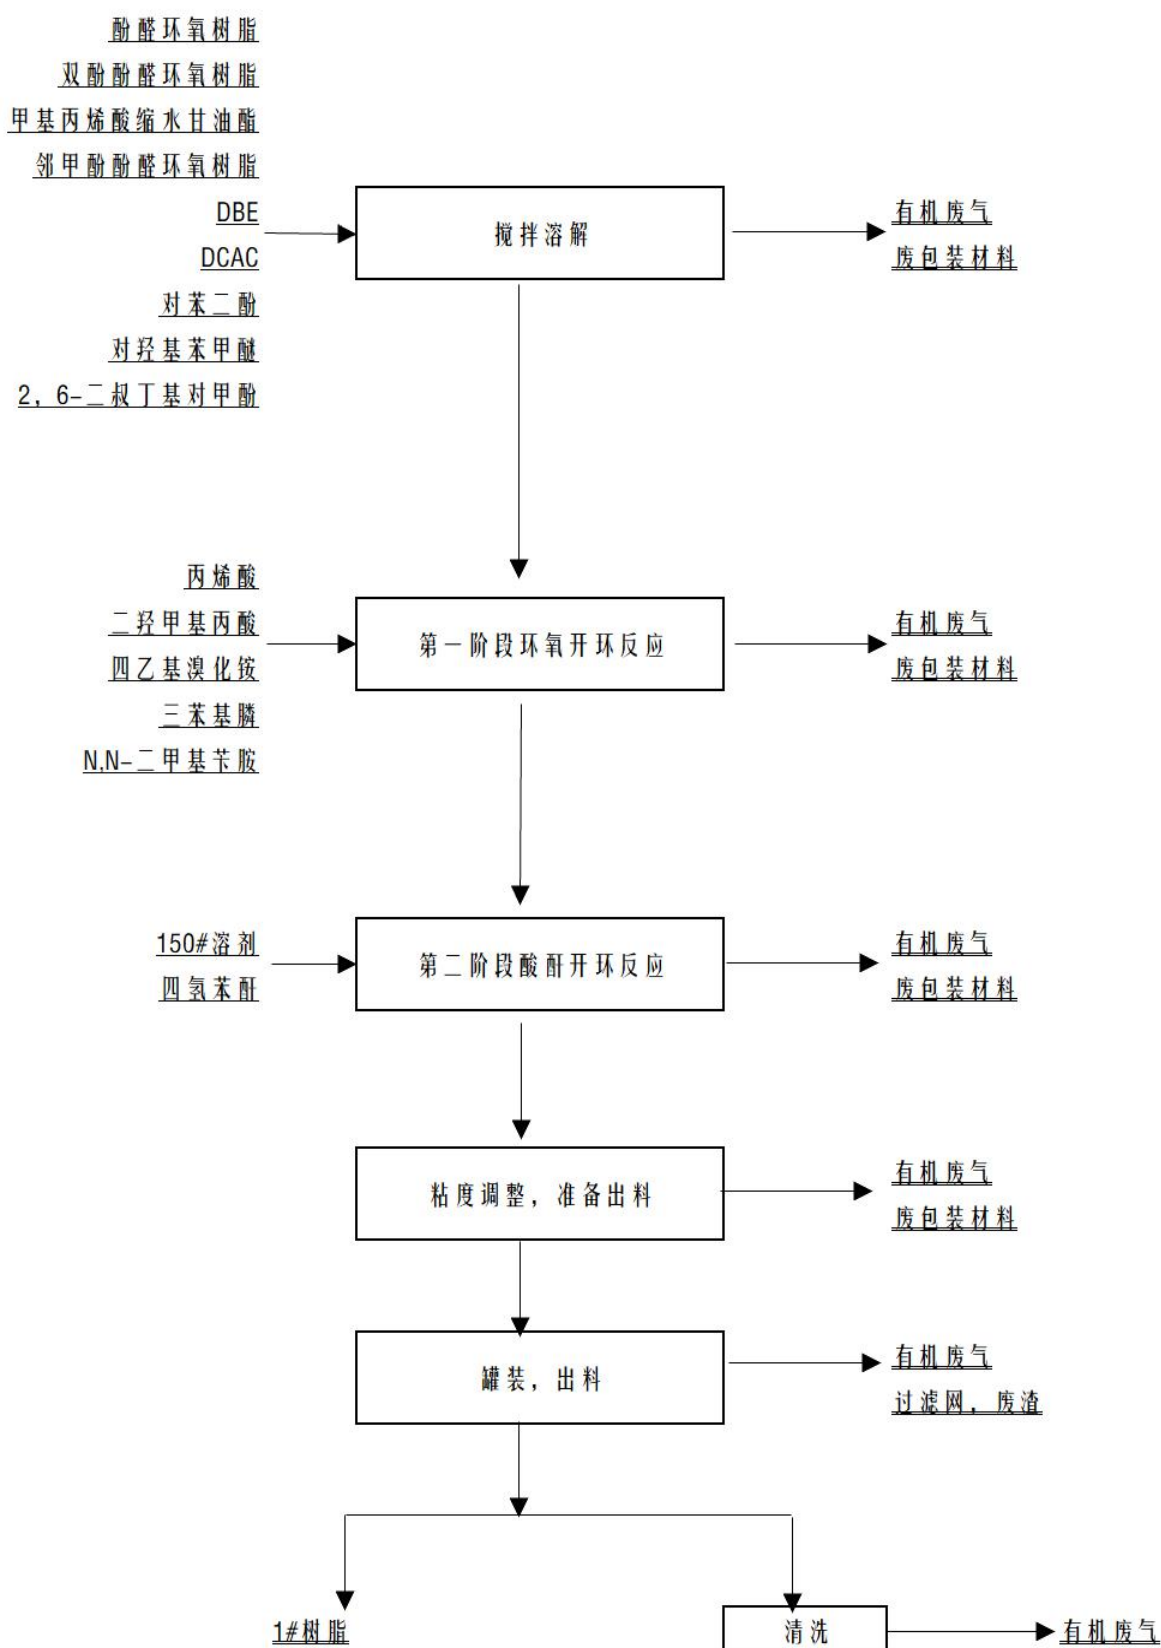 酚醛环氧树脂
双酚酚醛环氧树脂
甲基丙烯酸缩水甘油酯
邻甲酚酚醛环氧树脂
DBE
DCAC
对苯二酚
对羟基苯甲醚
2，6-二叔丁基对甲酚
搅拌溶解
有机废气
废包装材料
丙烯酸
二羟甲基丙酸
四乙基溴化铵
三苯基膦
N,N-二甲基苄胺
第一阶段环氧开环反应
有机废气
废包装材料
150#溶剂
四氢苯酐
第二阶段酸酐开环反应
有机废气
废包装材料
粘度调整，准备出料
有机废气
废包装材料
罐装，出料
有机废气
过滤网，废渣
1#树脂
清洗
有机废气